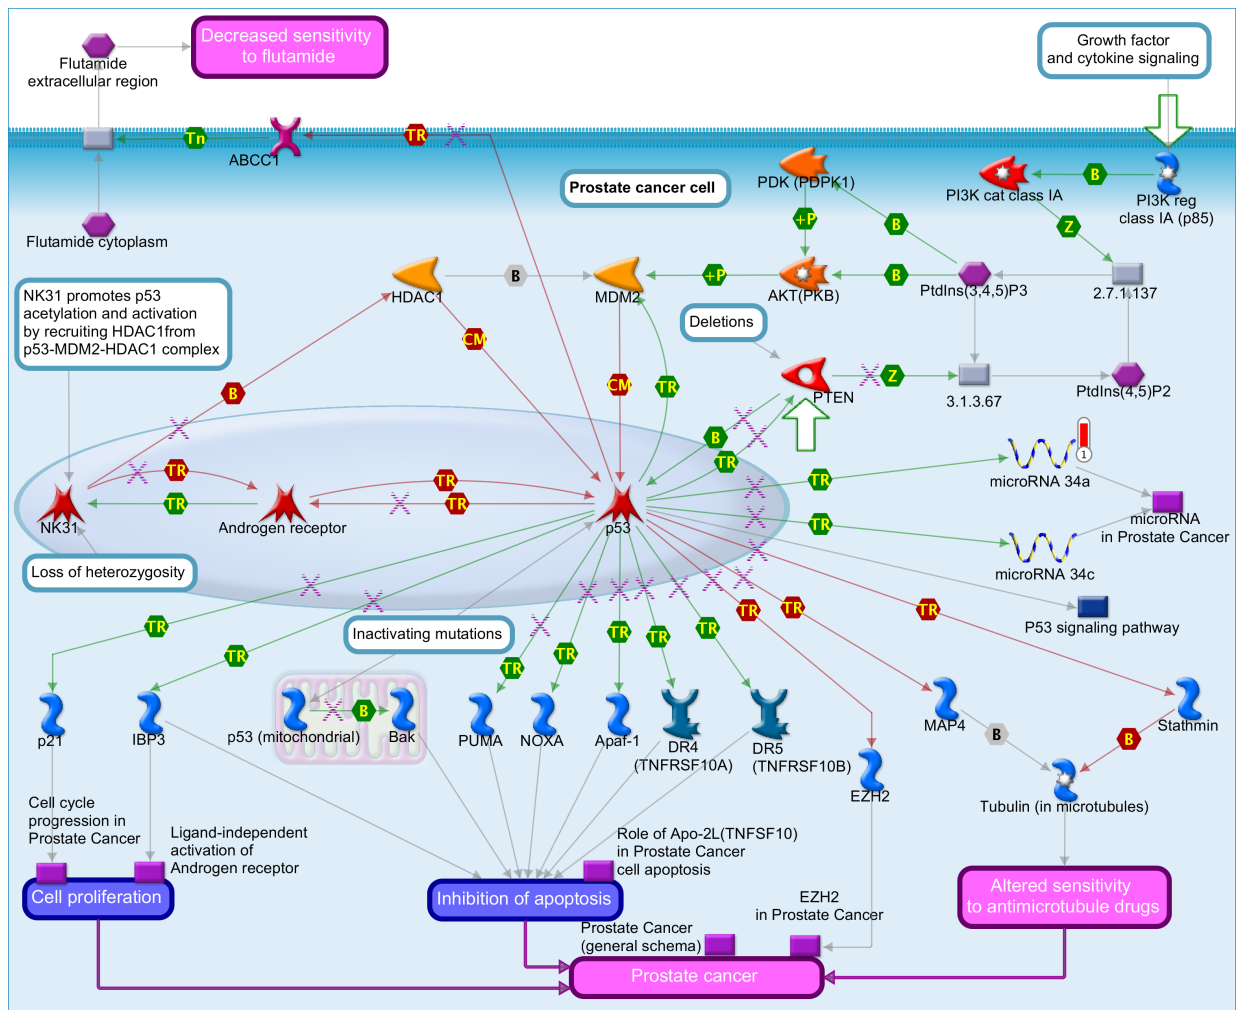 Decreased sensitivity
to flutamide
Growth factor
and cytokine signaling
Flutamide
extracellular region
Tn
TR
ABCC1
Prostate cancer cell
PDK (PDPK1)
PI3K cat class IA
B
PI3K reg
class IA (p85)
Flutamide cytoplasm
+P
B
Z
NK31 promotes p53
acetylation and activation
by recruiting HDAC1from
p53-MDM2-HDAC1 complex
HDAC1
B
MDM2
+P
AKT(PKB)
B
PtdIns(3,4,5)P3
2.7.1.137
Deletions
CM
CM
TR
B
PTEN
Z
3.1.3.67
PtdIns(4,5)P2
B
TR
TR
TR
TR
TR
TR
TR
microRNA 34a
1
NK31
Androgen receptor
p53
TR
microRNA
in Prostate Cancer
microRNA 34c
Loss of heterozygosity
Inactivating mutations
P53 signaling pathway
TR
TR
TR
TR
TR
TR
TR
TR
TR
TR
p21
IBP3
p53 (mitochondrial)
B
Bak
PUMA
NOXA
Apaf-1
DR4
(TNFRSF10A)
DR5
(TNFRSF10B)
EZH2
MAP4
B
B
Stathmin
Tubulin (in microtubules)
Cell cycle
progression in
Prostate Cancer
Ligand-independent
activation of
Androgen receptor
Role of Apo-2L(TNFSF10)
in Prostate Cancer
cell apoptosis
Cell proliferation
Inhibition of apoptosis
EZH2
in Prostate Cancer
Altered sensitivity
to antimicrotubule drugs
Prostate Cancer
(general schema)
Prostate cancer